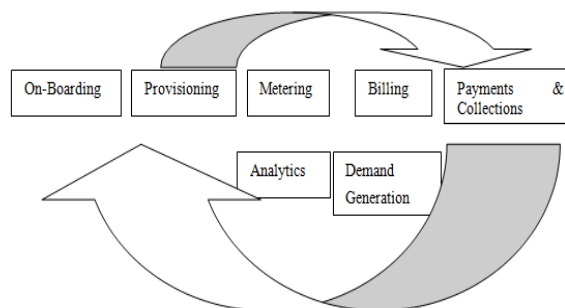 On-Boarding Provisioning Metering Billing Payments &
Collections
Analytics Demand
Generation